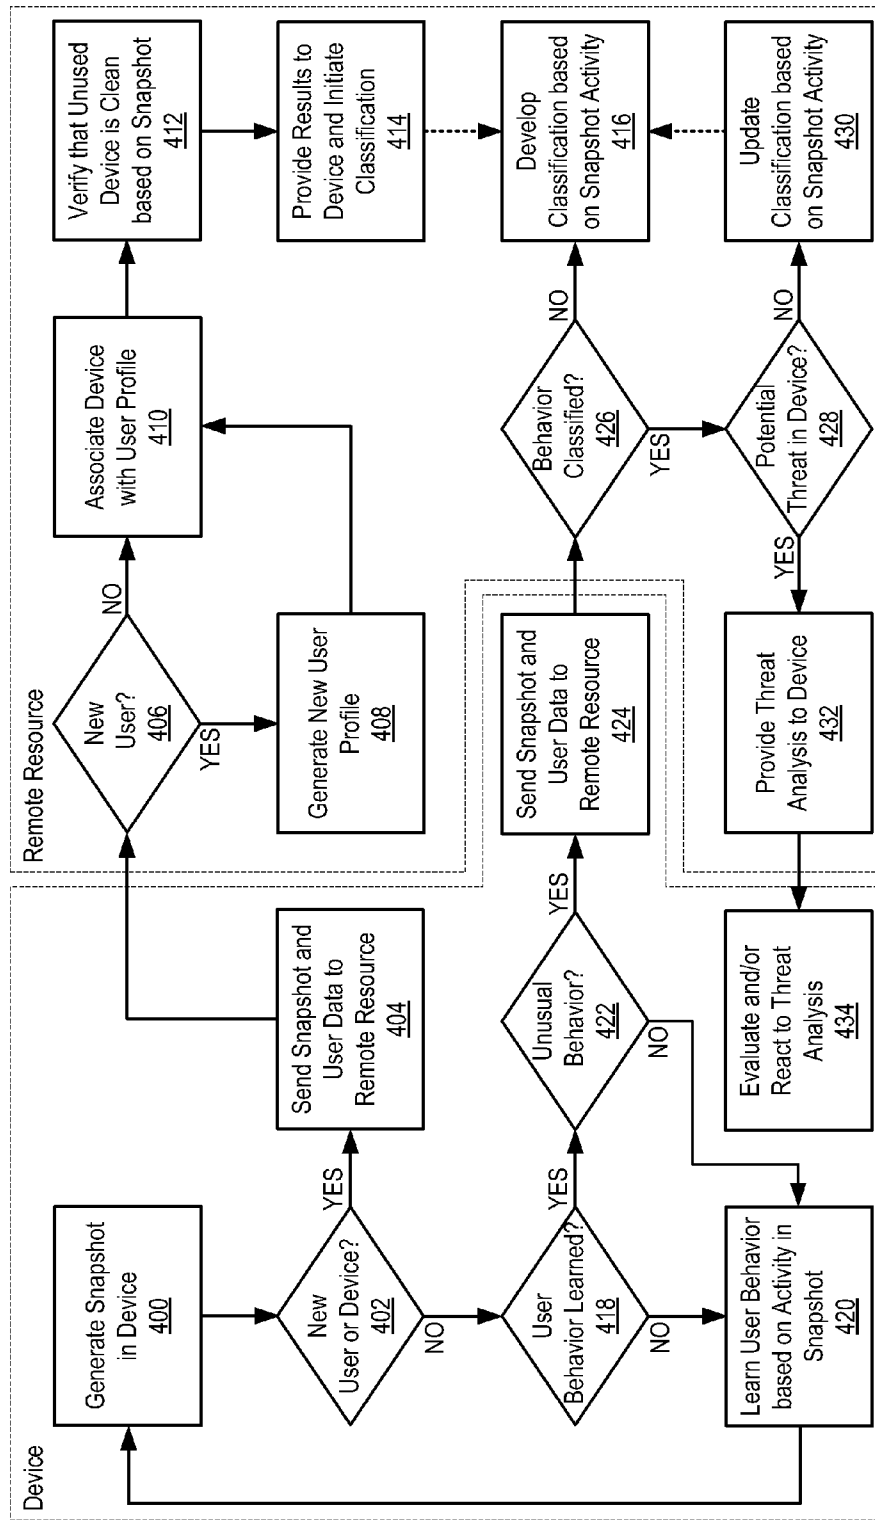 Device
Generate Snapshot
in Device
400
New
User or Device?
402
YES
NO
Send Snapshot and
User Data to
Remote Resource
404
User
Behavior Learned?
418
YES
NO
Learn User Behavior
based on Activity in
Snapshot
420
Unusual
Behavior?
422
YES
NO
Send Snapshot and
User Data to
Remote Resource
424
Evaluate and/or
React to Threat
Analysis
434
Remote Resource
New
User?
406
NO
YES
Generate New User
Profile
408
Associate Device
with User Profile
410
Verify that Unused
Device is Clean
based on Snapshot
412
Provide Results to
Device and Initiate
Classification
414
Behavior
Classified?
426
NO
YES
Develop
Classification based
on Snapshot Activity
416
Potential
Threat in Device?
428
NO
YES
Update
Classification based
on Snapshot Activity
430
Provide Threat
Analysis to Device
432